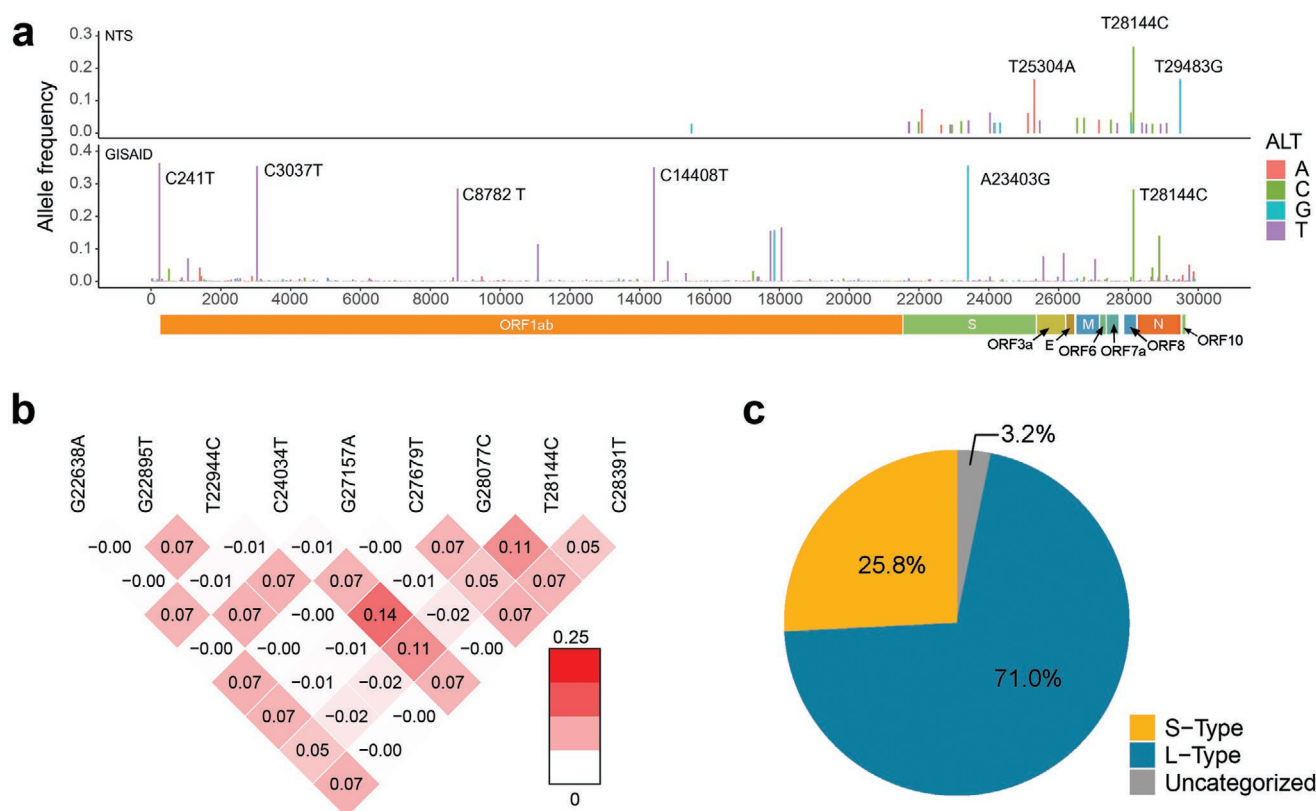 a
NTS
T28144C
T25304A
T29483G
0.3
0.2
0.1
0.0
Allele frequency
GISAID
0.4
0.3
0.2
0.1
0.0
C241T
C3037T
C8782 T
C14408T
A23403G
T28144C
ALT
A
C
G
T
0 2000 4000 6000 8000 10000 12000 14000 16000 18000 20000 22000 24000 26000 28000 30000
ORF1ab
S
M
N
ORF3a
E
ORF6
ORF7a
ORF8
ORF10
b
G22638A
G22895T
T22944C
C24034T
G27157A
C27679T
G28077C
T28144C
C28391T
−0.00 0.07 −0.01 −0.01 −0.00 0.07 0.11 0.05
−0.00 −0.01 0.07 0.07 −0.01 0.05 0.07
0.07 0.07 −0.00 0.14 −0.02 0.07
−0.00 −0.00 −0.01 0.11 −0.00
0.07 −0.01 −0.02 0.07
0.07 −0.02 −0.00
0.05 −0.00
0.07
0.25
0
c
3.2%
25.8%
71.0%
S−Type
L−Type
Uncategorized